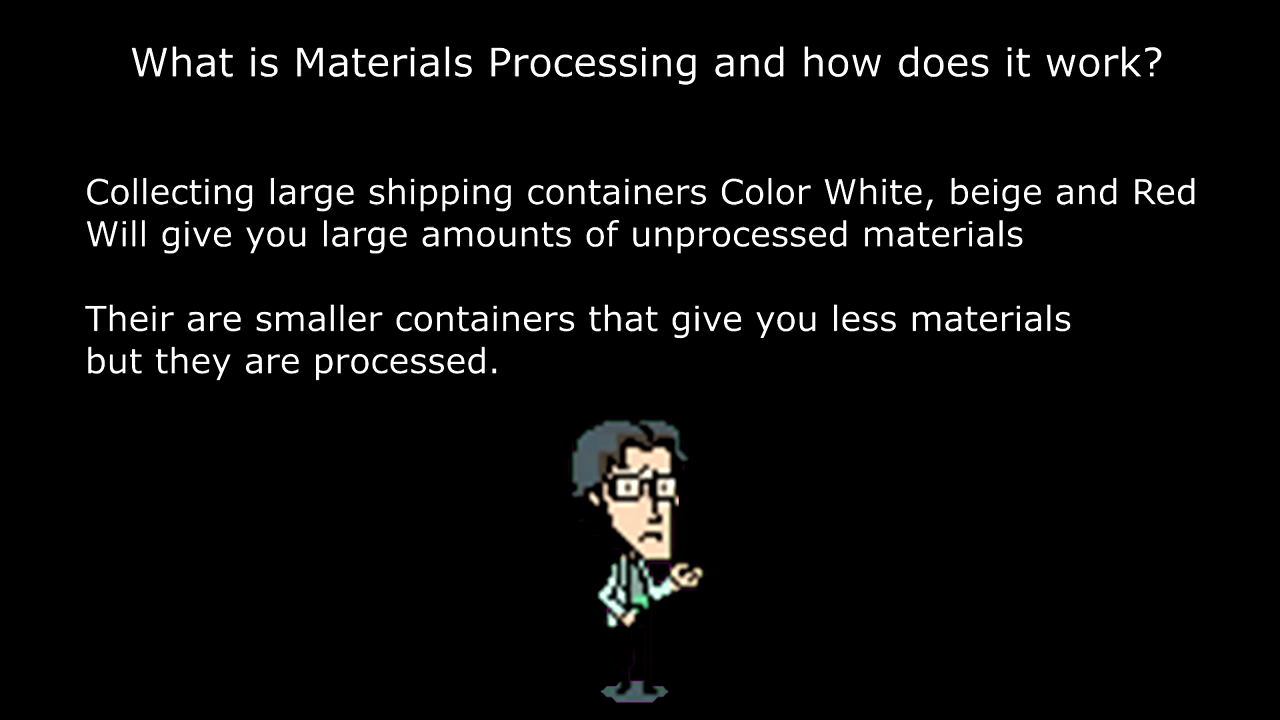 What is Materials Processing and how does it work?
Collecting large shipping containers Color White, beige and Red
Will give you large amounts of unprocessed materials
Their are smaller containers that give you less materials
but they are processed.